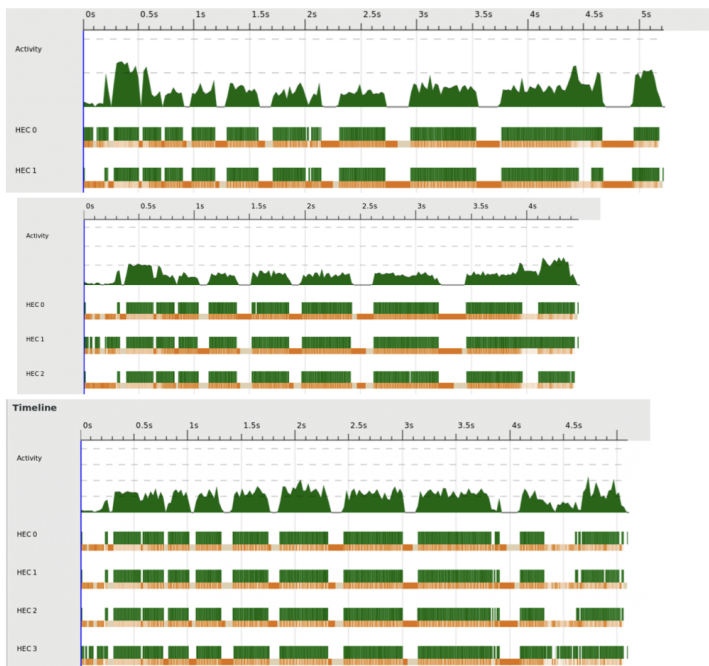 0s 0.5s 1s 1.5s 2s 2.5s 3s 3.5s 4s 4.5s 5s
Activity
HEC 0
HEC 1
0s 0.5s 1s 1.5s 2s 2.5s 3s 3.5s 4s
Activity
HEC 0
HEC 1
HEC 2
Timeline
0s 0.5s 1s 1.5s 2s 2.5s 3s 3.5s 4s 4.5s
Activity
HEC 0
HEC 1
HEC 2
HEC 3